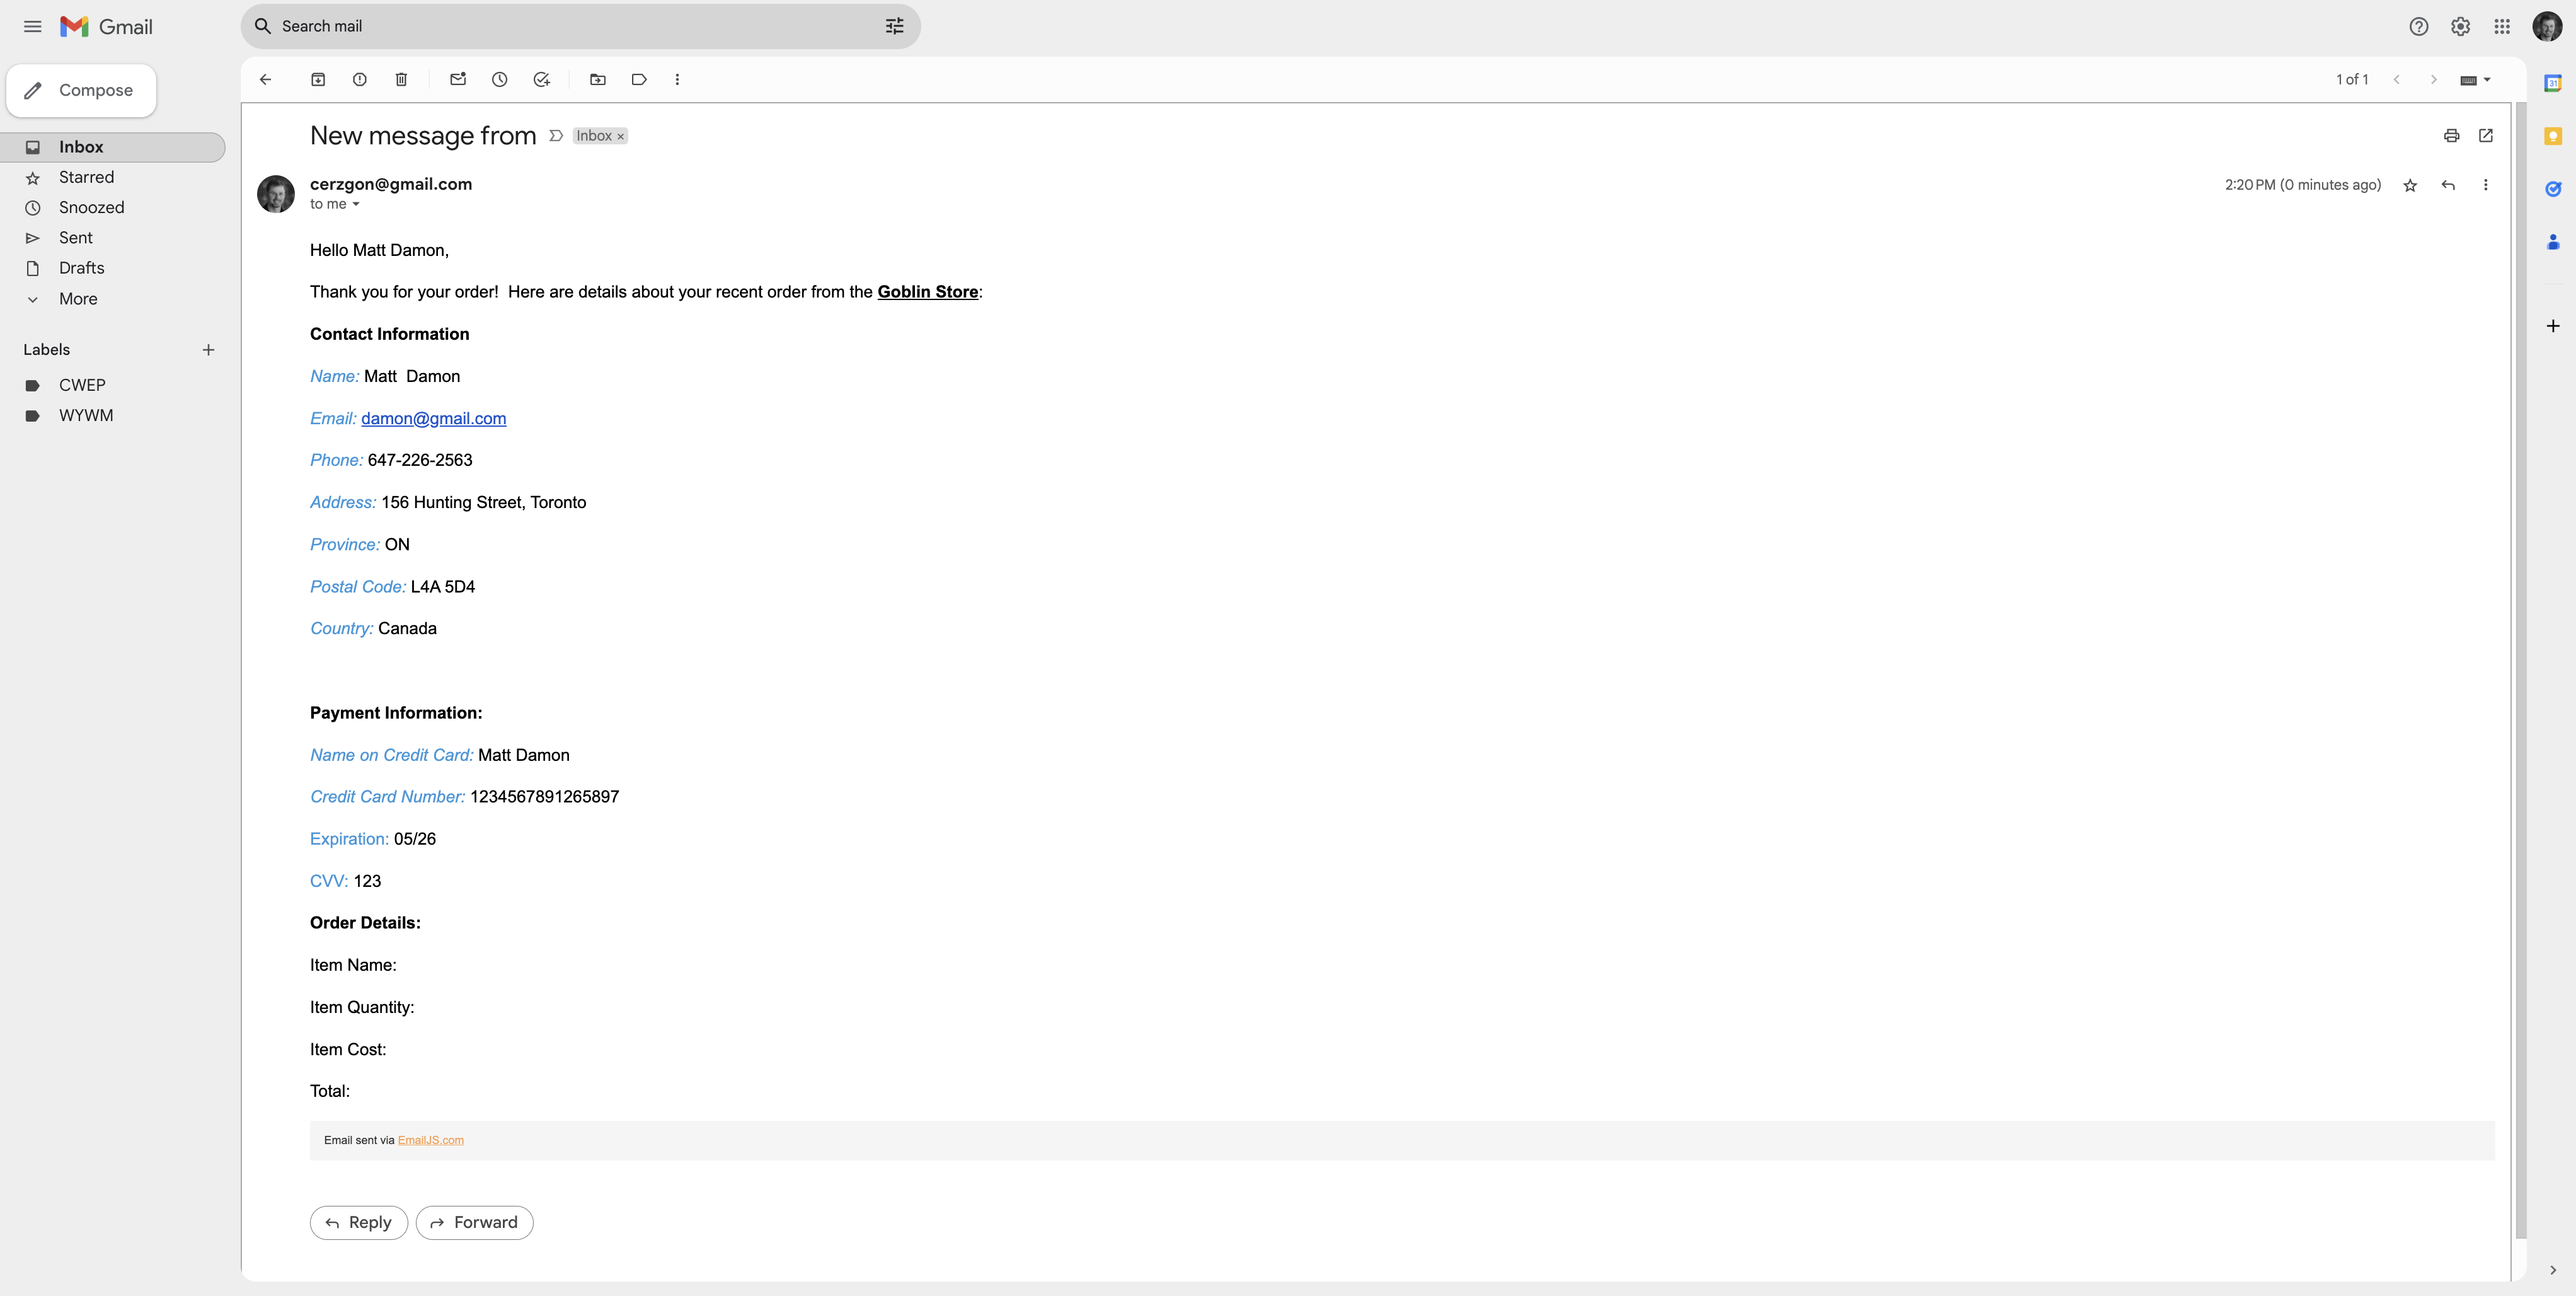 Gmail
Search mail
Compose
1 of 1
Inbox
Starred
Snoozed
Sent
Drafts
More
Labels
CWEP
WYWM
New message from
Inbox ×
cerzgon@gmail.com
2:20 PM (0 minutes ago)
to me
Hello Matt Damon,
Thank you for your order!  Here are details about your recent order from the Goblin Store:
Contact Information
Name: Matt  Damon
Email: damon@gmail.com
Phone: 647-226-2563
Address: 156 Hunting Street, Toronto
Province: ON
Postal Code: L4A 5D4
Country: Canada
Payment Information:
Name on Credit Card: Matt Damon
Credit Card Number: 1234567891265897
Expiration: 05/26
CVV: 123
Order Details:
Item Name:
Item Quantity:
Item Cost:
Total:
Email sent via EmailJS.com
Reply
Forward
31